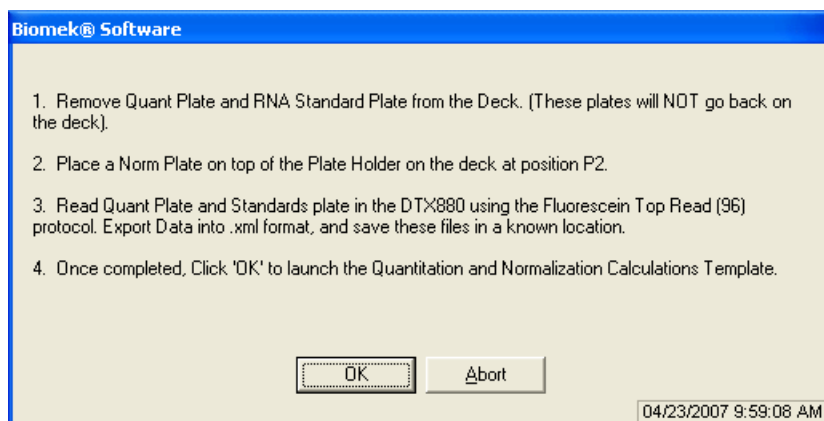 Biomek® Software
1. Remove Quant Plate and RNA Standard Plate from the Deck. (These plates will NOT go back on
the deck).
2. Place a Norm Plate on top of the Plate Holder on the deck at position P2.
3. Read Quant Plate and Standards plate in the DTX880 using the Fluorescein Top Read (96)
protocol. Export Data into .xml format, and save these files in a known location.
4. Once completed, Click 'OK' to launch the Quantitation and Normalization Calculations Template.
OK Abort
04/23/2007 9:59:08 AM